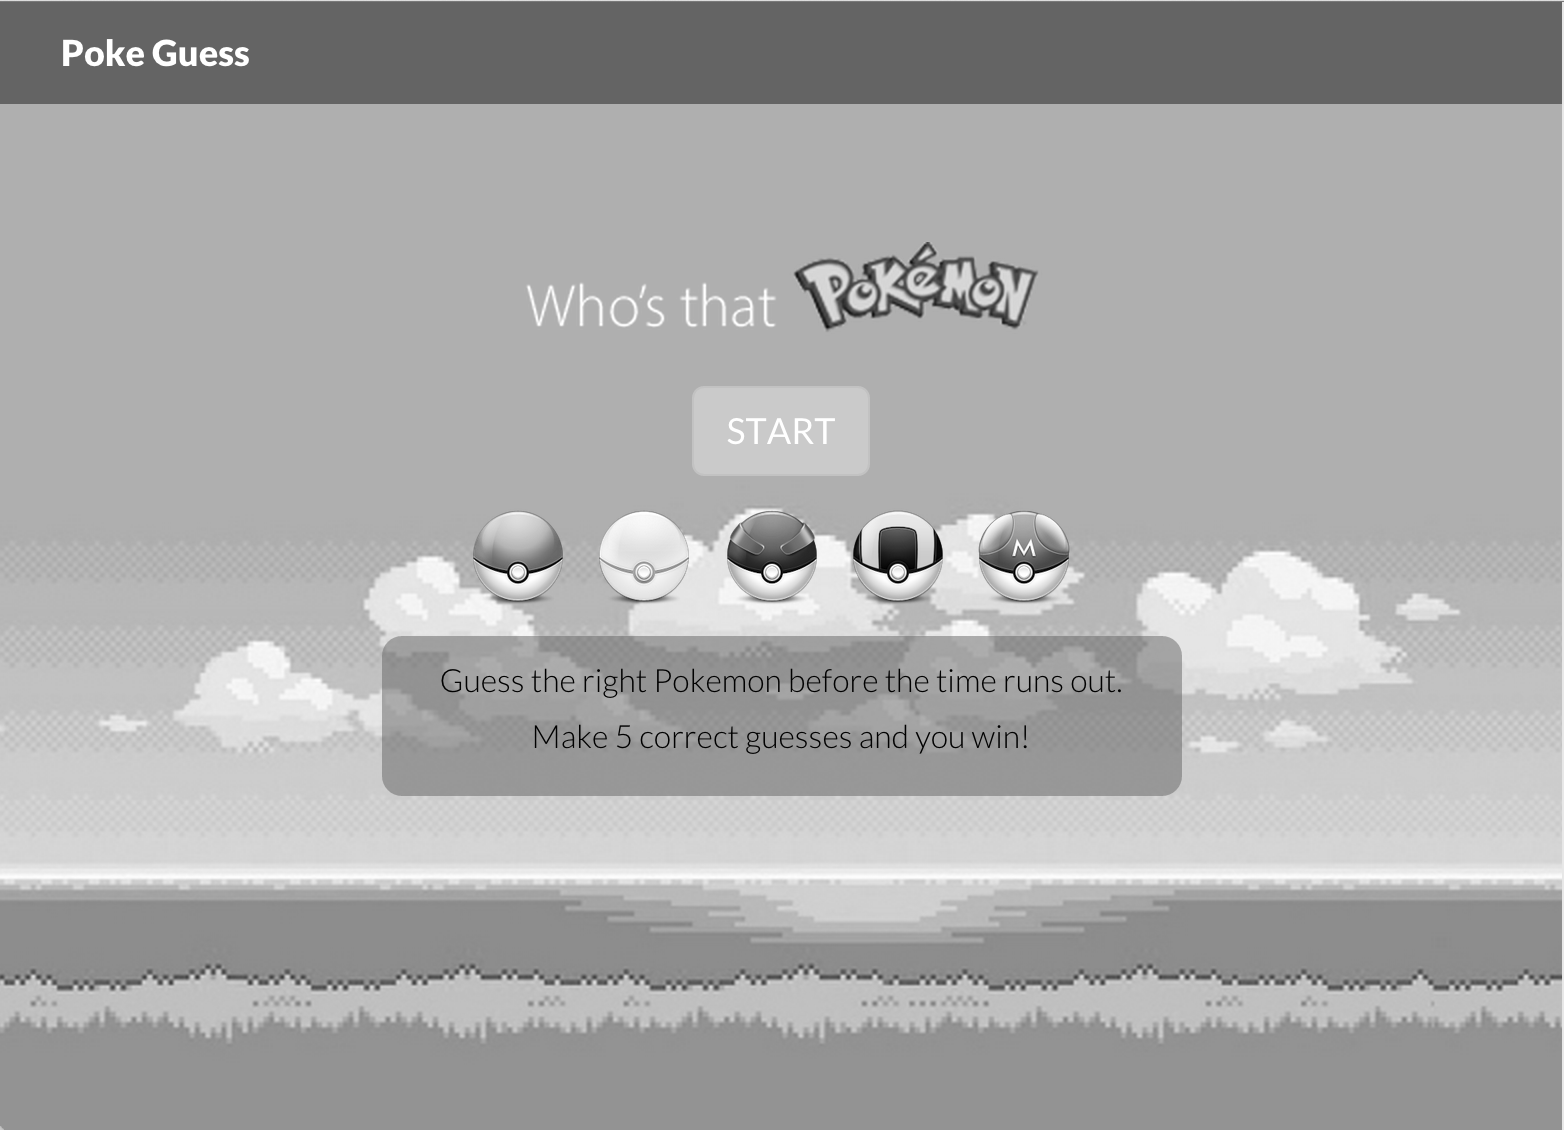 Poke Guess
Who's that POKéMON
START
M
Guess the right Pokemon before the time runs out.
Make 5 correct guesses and you win!